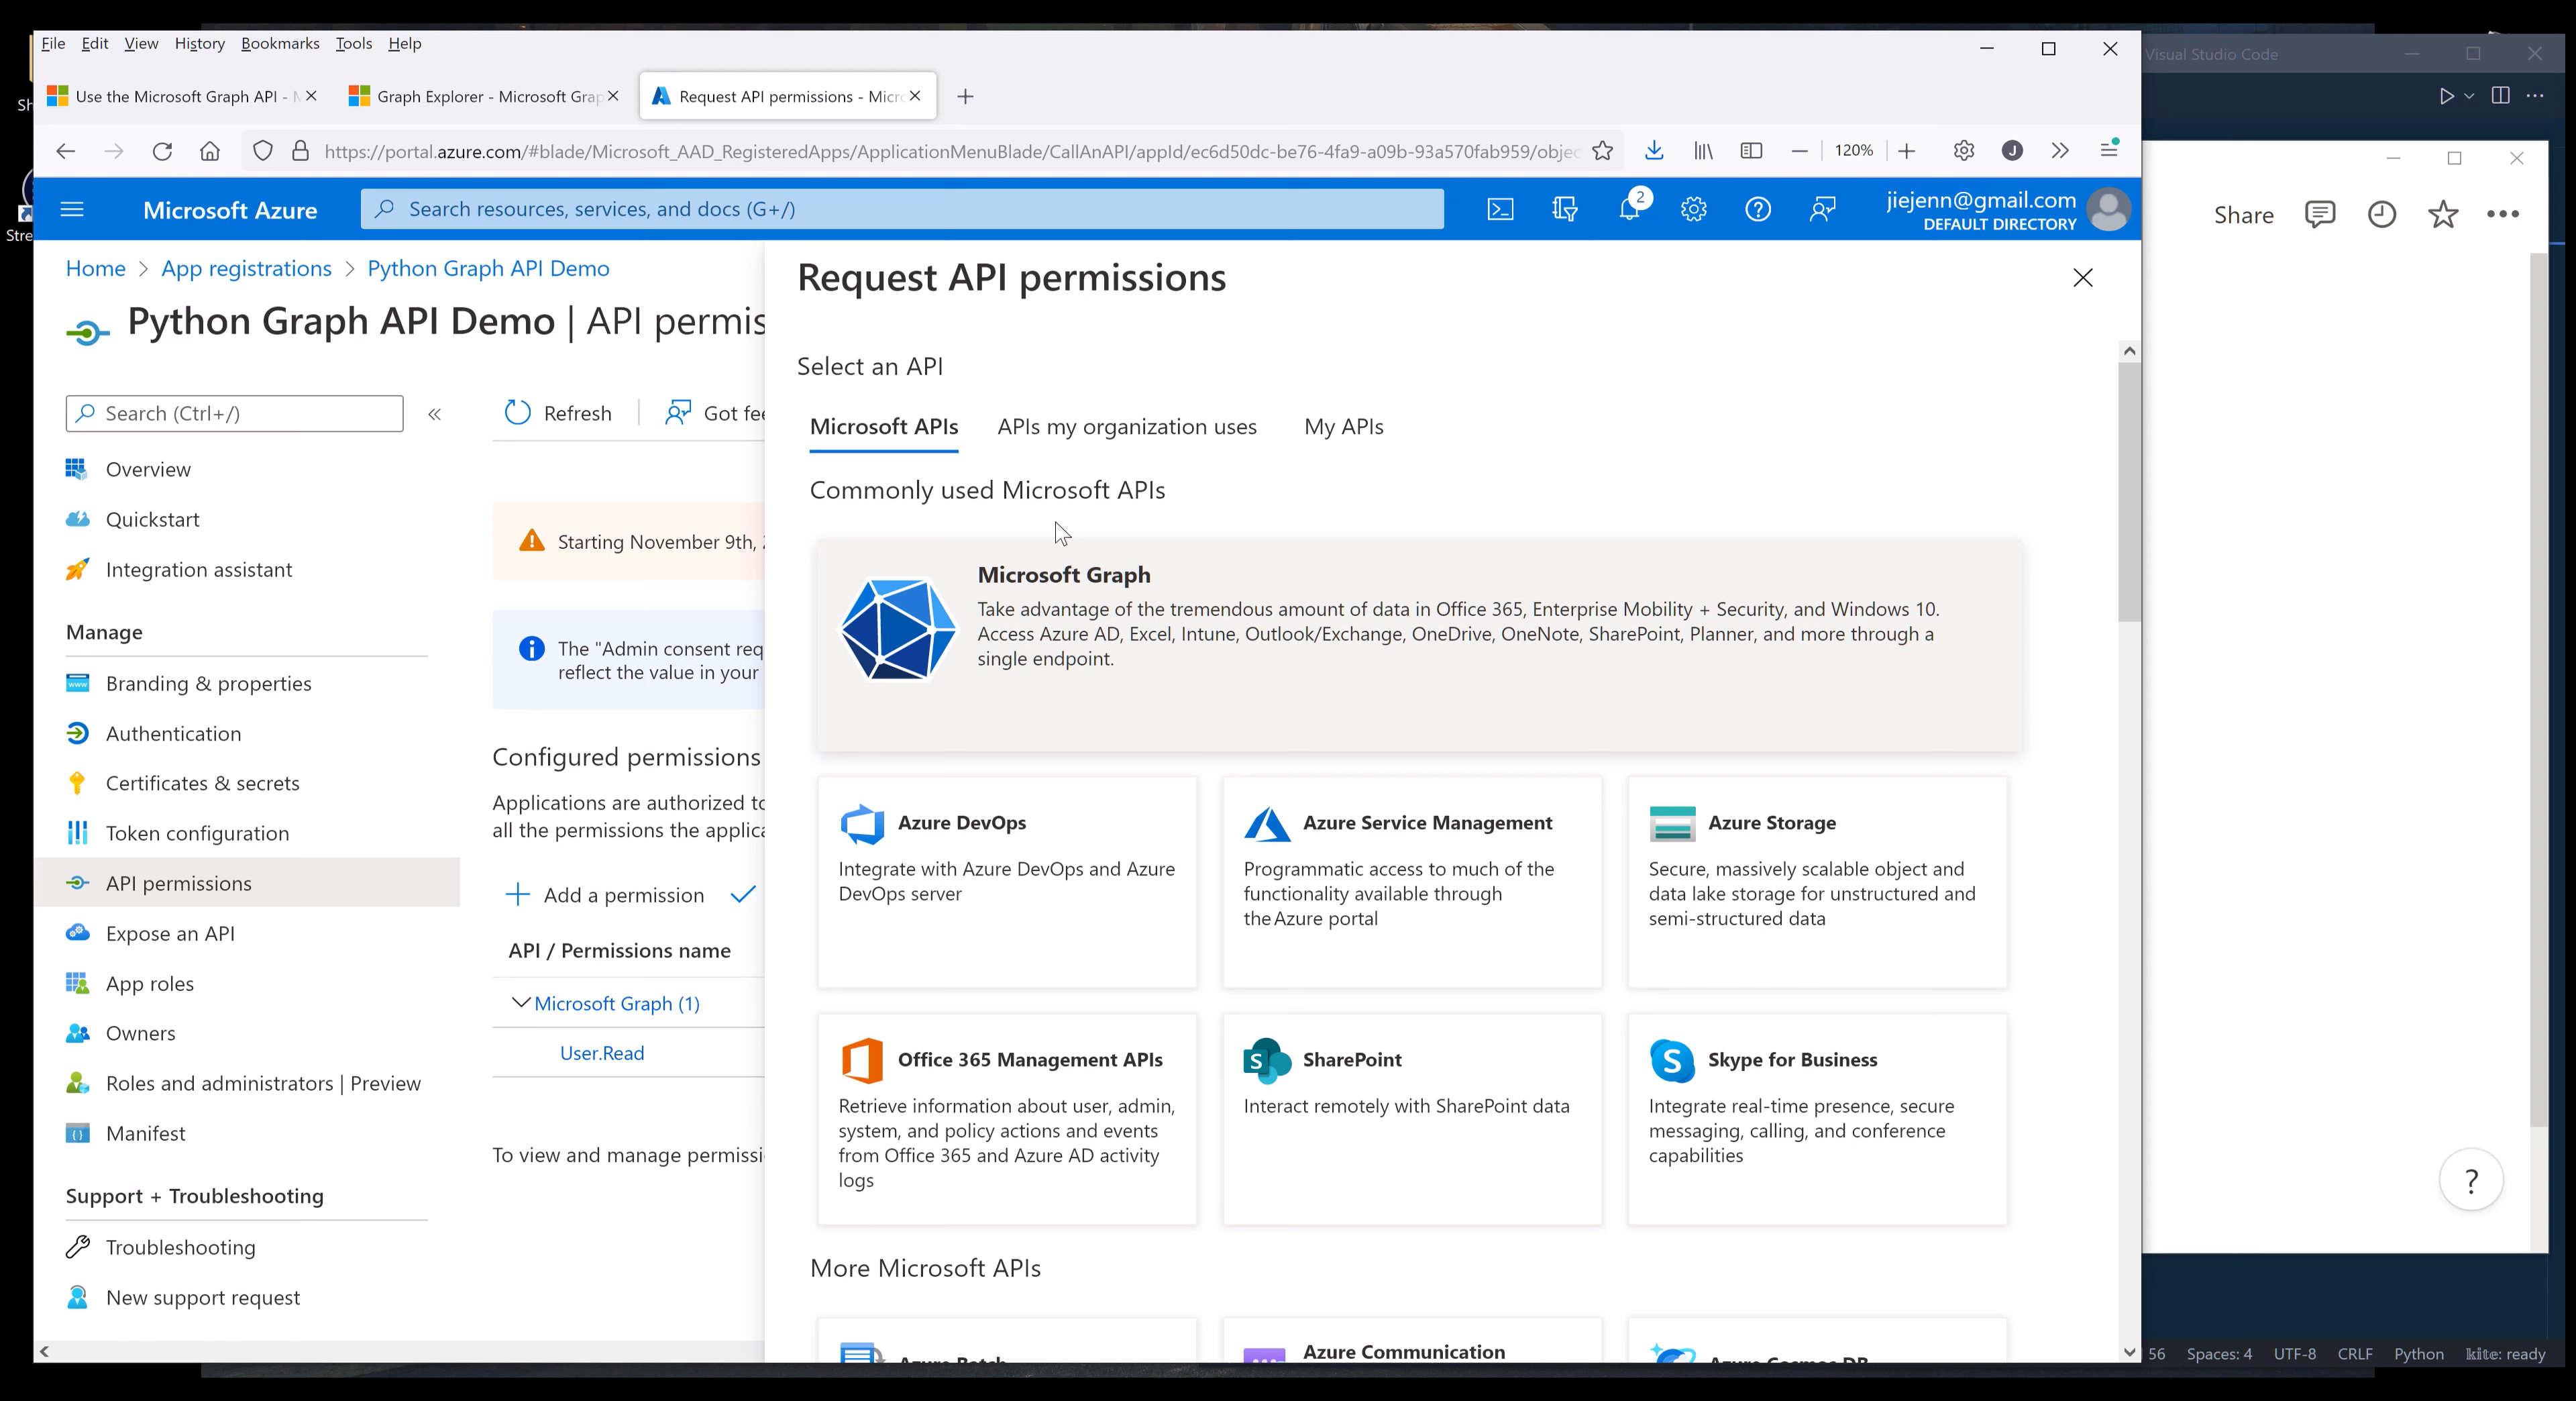 File Edit View History Bookmarks Tools Help
Visual Studio Code
Use the Microsoft Graph API -
Graph Explorer - Microsoft Grap
Request API permissions - Micro
https://portal.azure.com/#blade/Microsoft_AAD_RegisteredApps/ApplicationMenuBlade/CallAnAPI/appId/ec6d50dc-be76-4fa9-a09b-93a570fab959/objec
120%
J
Microsoft Azure
Search resources, services, and docs (G+/)
2
jiejenn@gmail.com
DEFAULT DIRECTORY
Share
Stre
Home > App registrations > Python Graph API Demo
Python Graph API Demo | API permis
Search (Ctrl+/)
Overview
Quickstart
Integration assistant
Manage
Branding & properties
Authentication
Certificates & secrets
Token configuration
API permissions
Expose an API
App roles
Owners
Roles and administrators | Preview
Manifest
Support + Troubleshooting
Troubleshooting
New support request
Refresh
Got fee
Starting November 9th,
The "Admin consent req
reflect the value in your
Configured permissions
Applications are authorized to
all the permissions the applica
Add a permission
API / Permissions name
Microsoft Graph (1)
User.Read
To view and manage permissi
Request API permissions
Select an API
Microsoft APIs
APIs my organization uses
My APIs
Commonly used Microsoft APIs
Microsoft Graph
Take advantage of the tremendous amount of data in Office 365, Enterprise Mobility + Security, and Windows 10.
Access Azure AD, Excel, Intune, Outlook/Exchange, OneDrive, OneNote, SharePoint, Planner, and more through a
single endpoint.
Azure DevOps
Integrate with Azure DevOps and Azure
DevOps server
Azure Service Management
Programmatic access to much of the
functionality available through
the Azure portal
Azure Storage
Secure, massively scalable object and
data lake storage for unstructured and
semi-structured data
Office 365 Management APIs
Retrieve information about user, admin,
system, and policy actions and events
from Office 365 and Azure AD activity
logs
SharePoint
Interact remotely with SharePoint data
Skype for Business
Integrate real-time presence, secure
messaging, calling, and conference
capabilities
More Microsoft APIs
Azure Batch
Azure Communication
Azure Cosmos DB
?
56 Spaces: 4 UTF-8 CRLF Python kite: ready